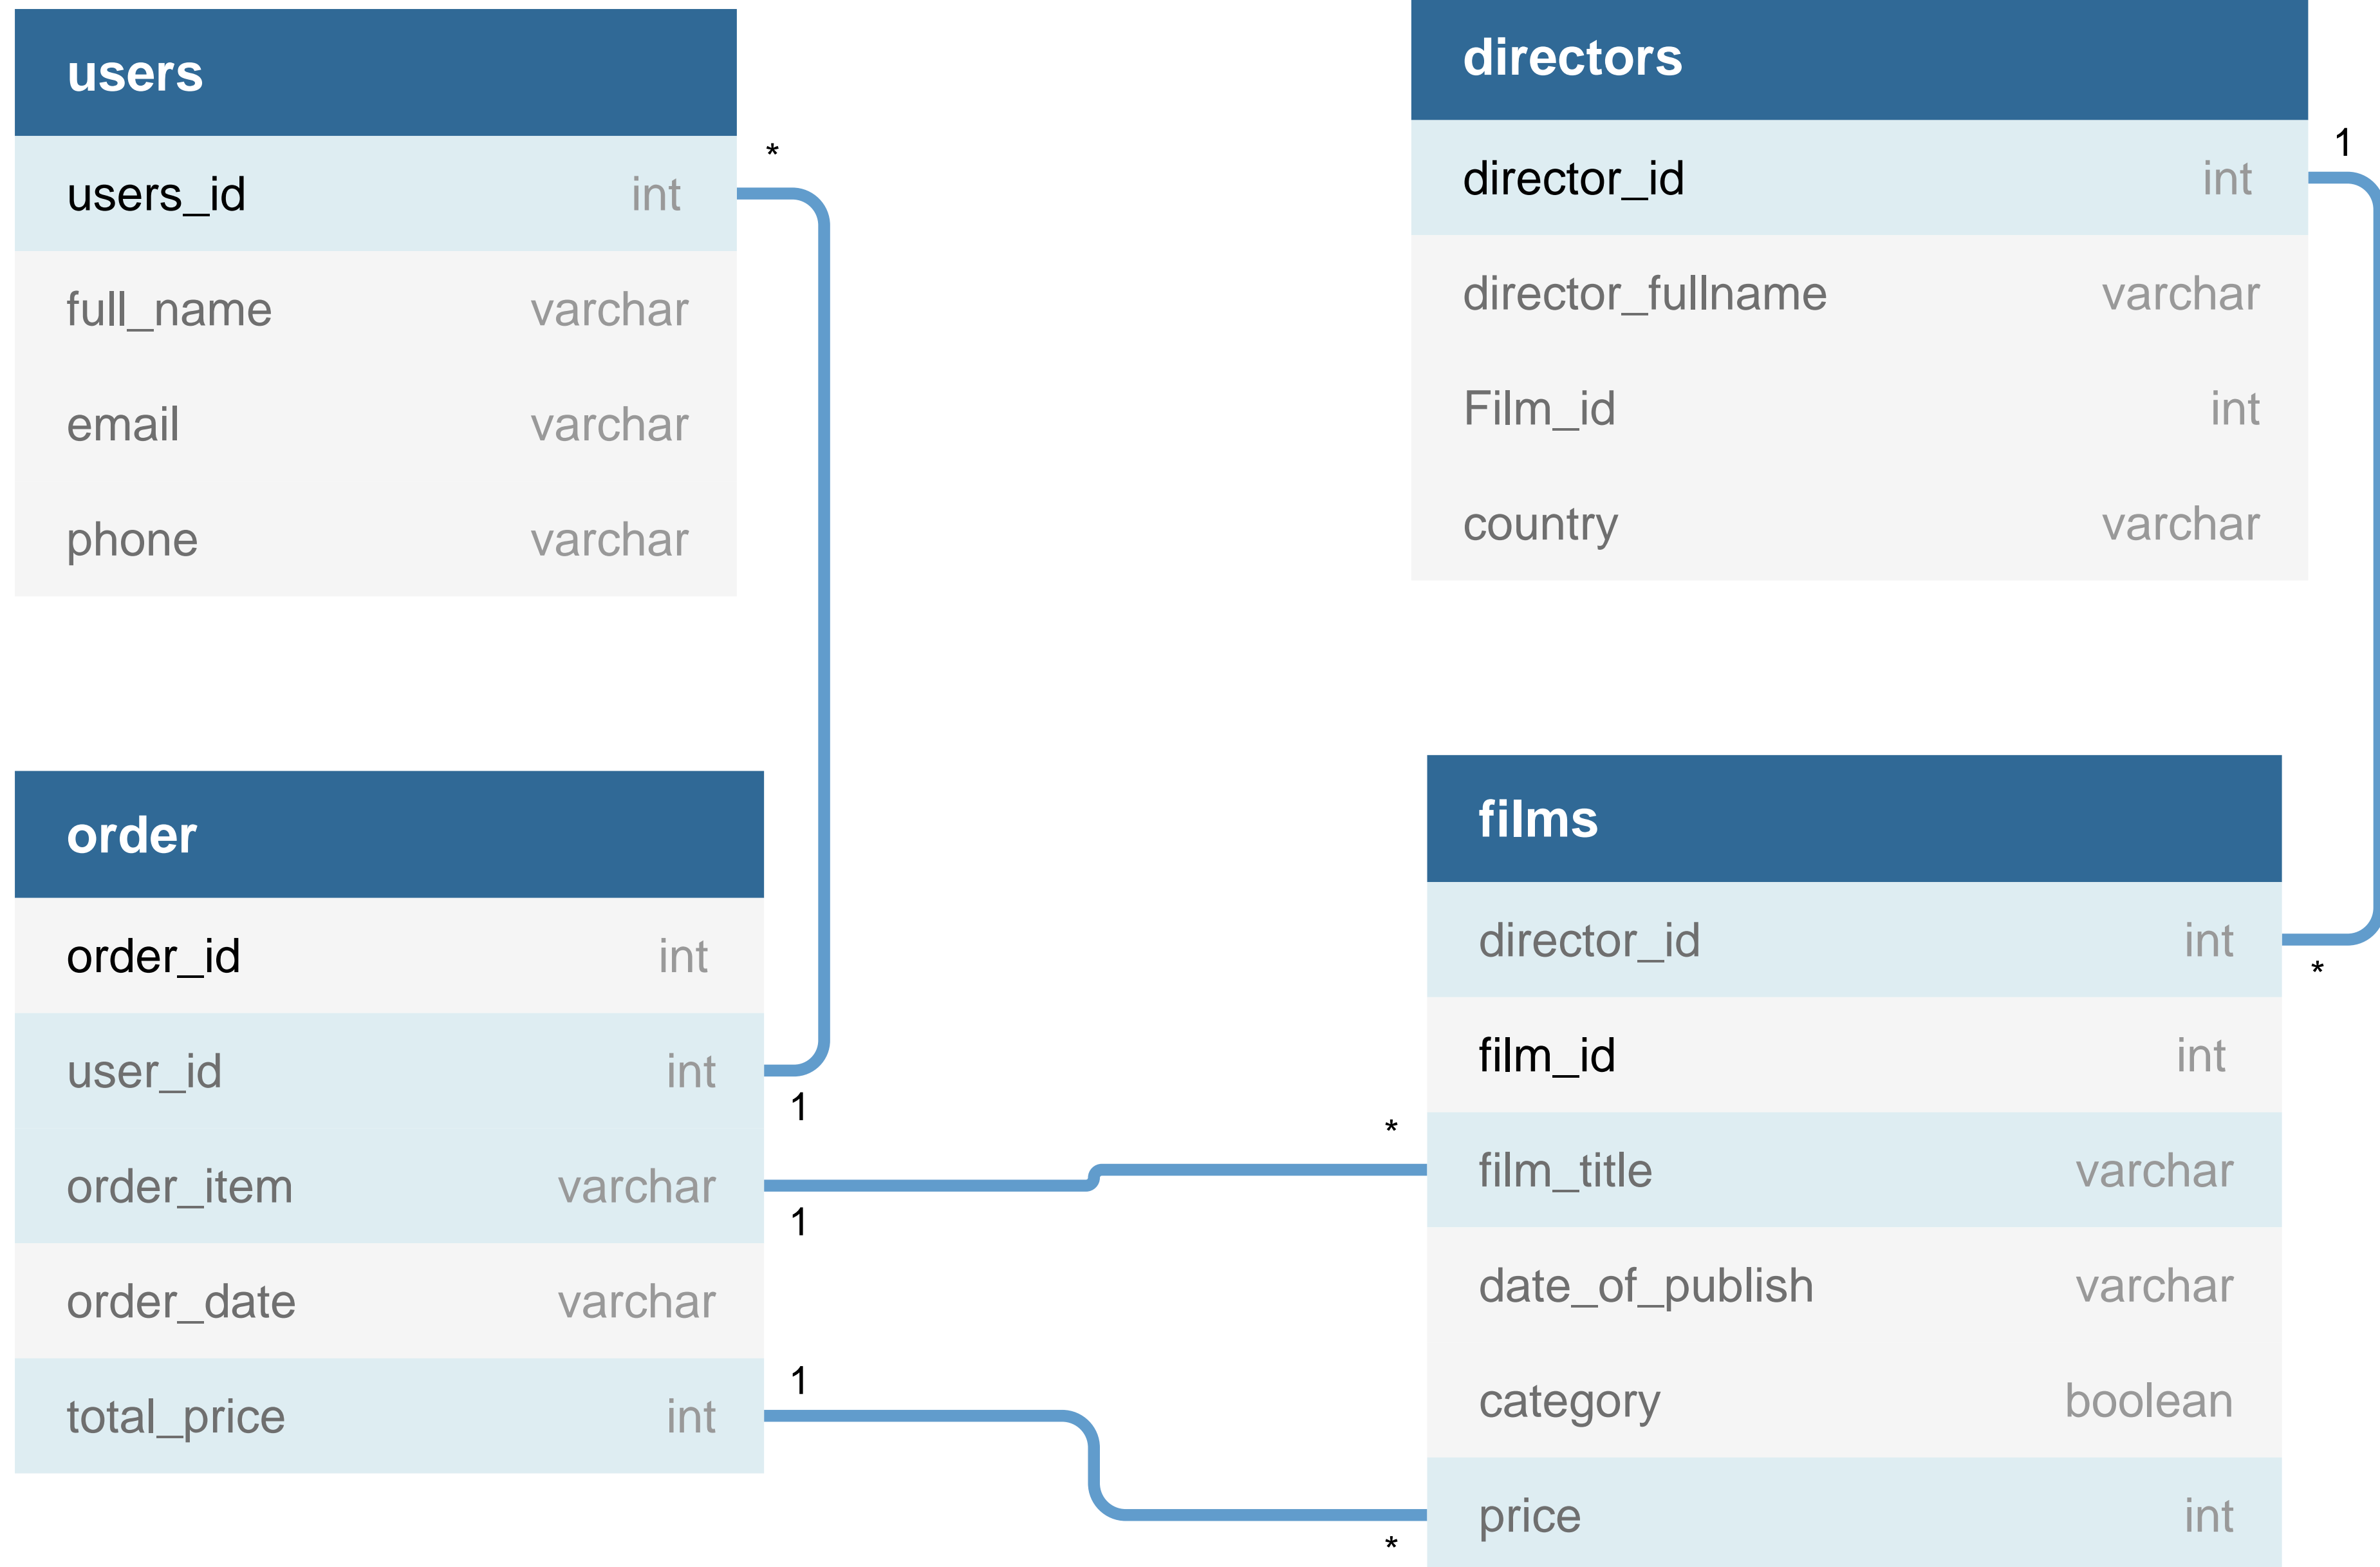 users
users_id int
full_name varchar
email varchar
phone varchar
*
directors
director_id int
director_fullname varchar
Film_id int
country varchar
1
order
order_id int
user_id int
order_item varchar
order_date varchar
total_price int
1
1
1
films
director_id int
film_id int
film_title varchar
date_of_publish varchar
category boolean
price int
*
*
*